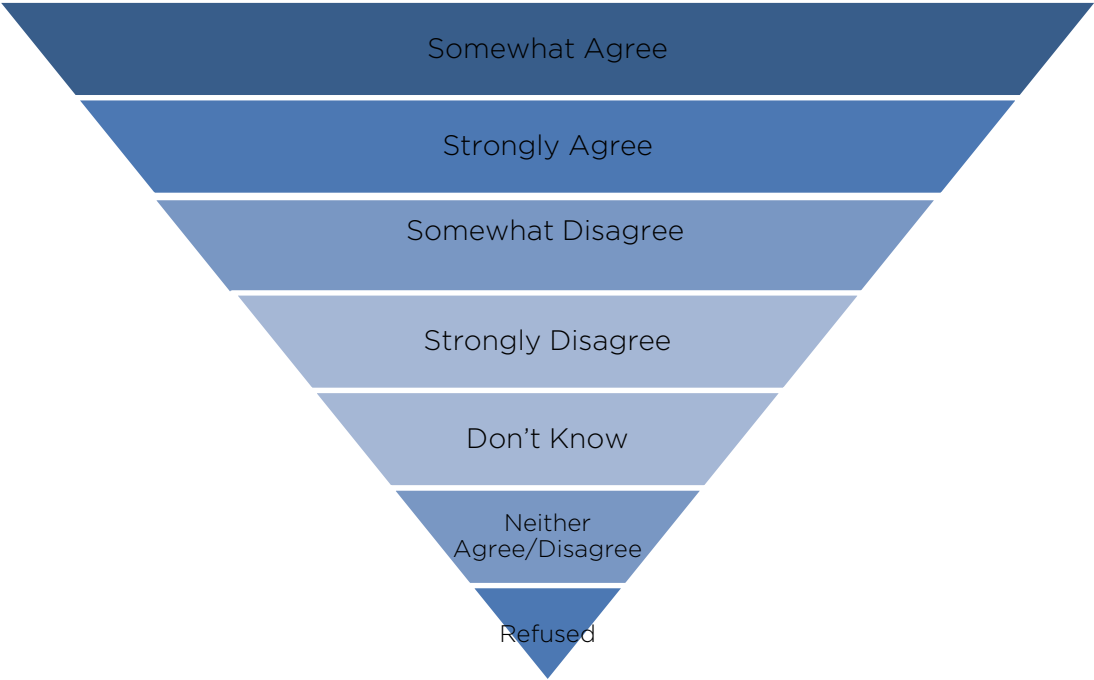 Somewhat Agree
Strongly Agree
Somewhat Disagree
Strongly Disagree
Don’t Know
Neither
Agree/Disagree
Refused